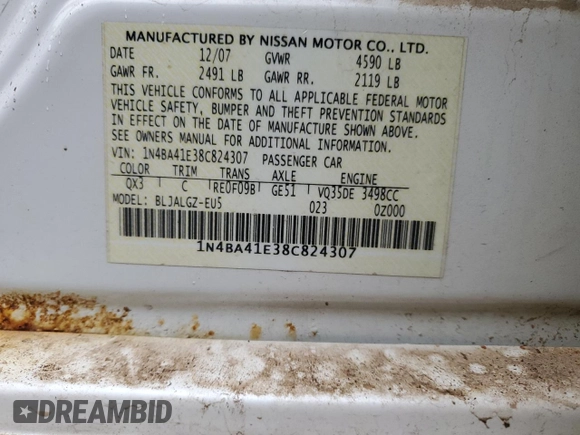 MANUFACTURED BY NISSAN MOTOR CO., LTD.
DATE 12/07 GVWR 4590 LB
GAWR FR. 2491 LB GAWR RR. 2119 LB
THIS VEHICLE CONFORMS TO ALL APPLICABLE FEDERAL MOTOR
VEHICLE SAFETY, BUMPER AND THEFT PREVENTION STANDARDS
IN EFFECT ON THE DATE OF MANUFACTURE SHOWN ABOVE.
SEE OWNERS MANUAL FOR ADDITIONAL INFORMATION.
VIN: 1N4BA41E38C824307 PASSENGER CAR
COLOR TRIM TRANS AXLE ENGINE
QX3 C RE0F09B GE51 VQ35DE 3498CC
MODEL: BLJALGZ-EU5 023 0Z000
1N4BA41E38C824307
DREAMBID